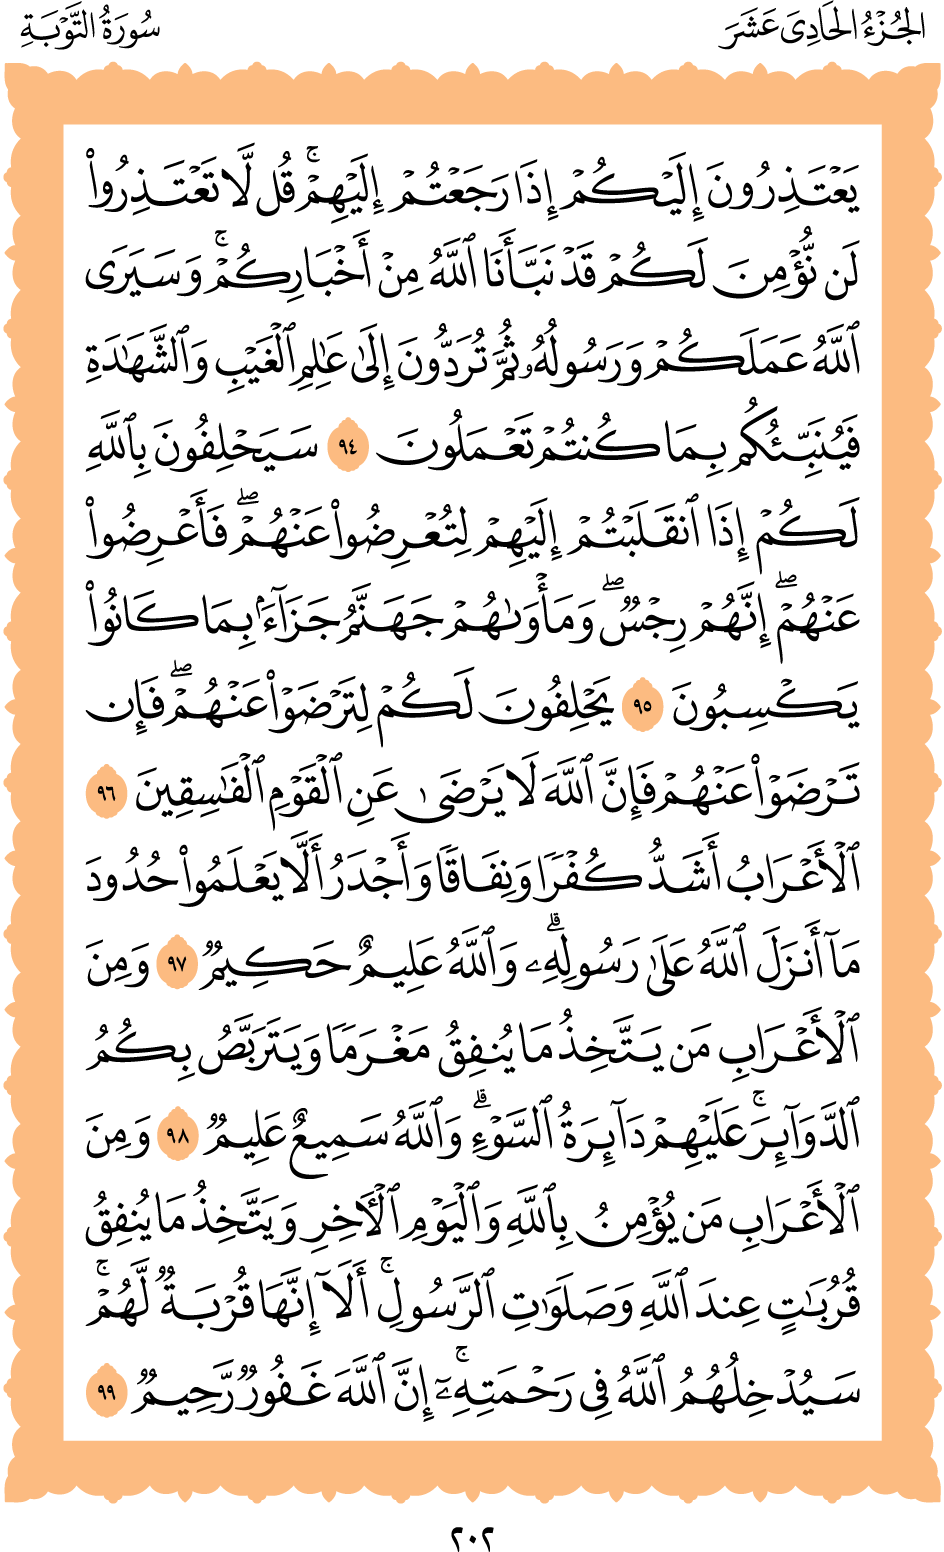 الجُزْءُ الحَادِىَ عَشَرَ
سُورَةُ التَّوْبَةِ
يَعْتَذِرُونَ إِلَيْكُمْ إِذَا رَجَعْتُمْ إِلَيْهِمْۚ قُل لَّا تَعْتَذِرُوا۟
لَن نُّؤْمِنَ لَكُمْ قَدْ نَبَّأَنَا ٱللَّهُ مِنْ أَخْبَارِكُمْۚ وَسَيَرَى
ٱللَّهُ عَمَلَكُمْ وَرَسُولُهُۥ ثُمَّ تُرَدُّونَ إِلَىٰ عَٰلِمِ ٱلْغَيْبِ وَٱلشَّهَٰدَةِ
فَيُنَبِّئُكُم بِمَا كُنتُمْ تَعْمَلُونَ ٩٤ سَيَحْلِفُونَ بِٱللَّهِ
لَكُمْ إِذَا ٱنقَلَبْتُمْ إِلَيْهِمْ لِتُعْرِضُوا۟ عَنْهُمْۖ فَأَعْرِضُوا۟
عَنْهُمْۖ إِنَّهُمْ رِجْسٌۖ وَمَأْوَىٰهُمْ جَهَنَّمُ جَزَآءًۢ بِمَا كَانُوا۟
يَكْسِبُونَ ٩٥ يَحْلِفُونَ لَكُمْ لِتَرْضَوْا۟ عَنْهُمْۖ فَإِن
تَرْضَوْا۟ عَنْهُمْ فَإِنَّ ٱللَّهَ لَا يَرْضَىٰ عَنِ ٱلْقَوْمِ ٱلْفَٰسِقِينَ ٩٦
ٱلْأَعْرَابُ أَشَدُّ كُفْرًا وَنِفَاقًا وَأَجْدَرُ أَلَّا يَعْلَمُوا۟ حُدُودَ
مَآ أَنزَلَ ٱللَّهُ عَلَىٰ رَسُولِهِۦۗ وَٱللَّهُ عَلِيمٌ حَكِيمٌ ٩٧ وَمِنَ
ٱلْأَعْرَابِ مَن يَتَّخِذُ مَا يُنفِقُ مَغْرَمًا وَيَتَرَبَّصُ بِكُمُ
ٱلدَّوَآئِرَۚ عَلَيْهِمْ دَآئِرَةُ ٱلسَّوْءِۗ وَٱللَّهُ سَمِيعٌ عَلِيمٌ ٩٨ وَمِنَ
ٱلْأَعْرَابِ مَن يُؤْمِنُ بِٱللَّهِ وَٱلْيَوْمِ ٱلْءَاخِرِ وَيَتَّخِذُ مَا يُنفِقُ
قُرُبَٰتٍ عِندَ ٱللَّهِ وَصَلَوَٰتِ ٱلرَّسُولِۚ أَلَآ إِنَّهَا قُرْبَةٌ لَّهُمْۚ
سَيُدْخِلُهُمُ ٱللَّهُ فِى رَحْمَتِهِۦٓۚ إِنَّ ٱللَّهَ غَفُورٌ رَّحِيمٌ ٩٩
٢٠٢